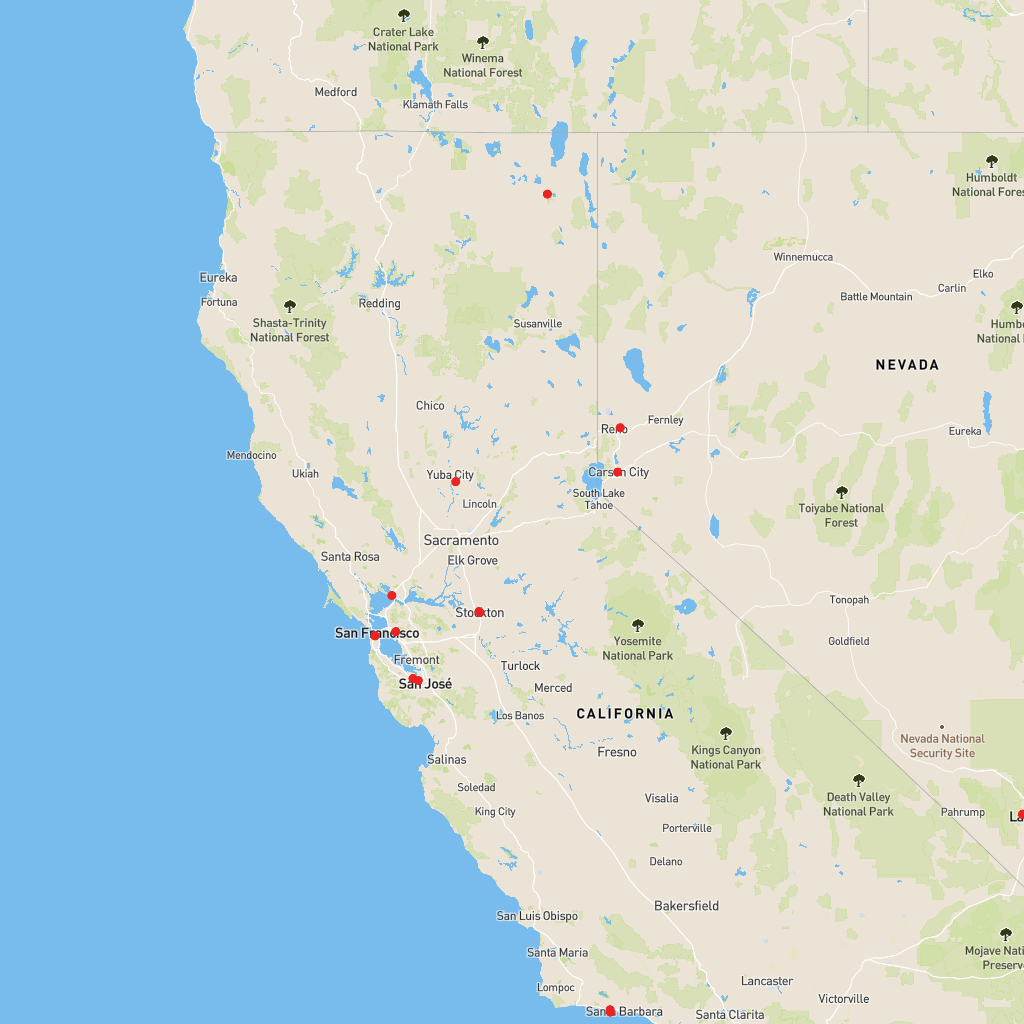 Crater Lake
National Park
Winema
National Forest
Medford
Klamath Falls
Humboldt
National Fores
Winnemucca
Eureka
Elko
Carlin
Battle Mountain
Fortuna
Redding
Shasta-Trinity
National Forest
Susanville
Humbo
National F
NEVADA
Chico
Fernley
Reno
Eureka
Mendocino
Ukiah
Yuba City
Carson City
South Lake
Tahoe
Lincoln
Toiyabe National
Forest
Sacramento
Santa Rosa
Elk Grove
Tonopah
Stockton
San Francisco
Yosemite
National Park
Goldfield
Fremont
Turlock
San José
Merced
Los Banos
CALIFORNIA
Nevada National
Security Site
Salinas
Fresno
Kings Canyon
National Park
Soledad
Visalia
Death Valley
National Park
King City
Pahrump
La
Porterville
Delano
Bakersfield
San Luis Obispo
Santa Maria
Mojave Nati
Preserv
Lompoc
Lancaster
Victorville
Santa Barbara
Santa Clarita